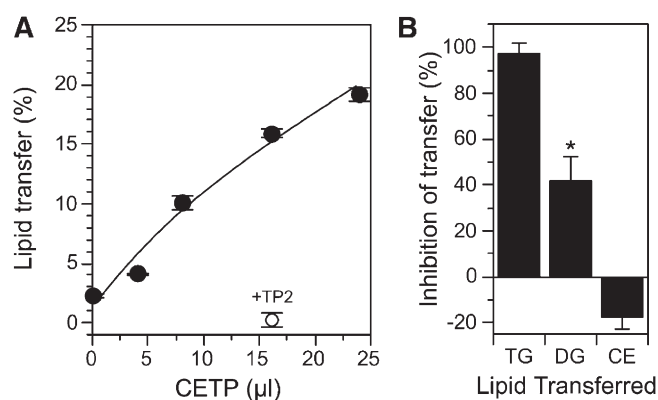 A
Lipid transfer (%)
25
20
15
10
5
0
+TP2
0 5 10 15 20 25
CETP (µl)
B
Inhibition of transfer (%)
100
80
60
40
20
0
-20
*
TG DG CE
Lipid Transferred